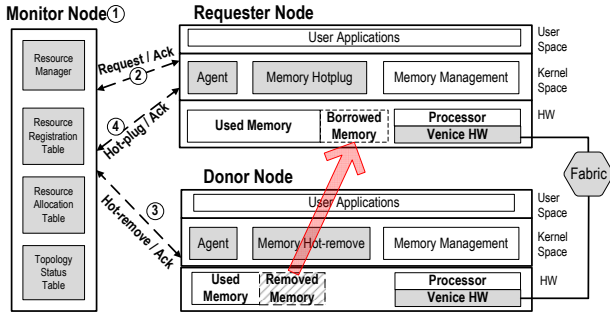 Monitor Node①
Resource
Manager
Resource
Registration
Table
Resource
Allocation
Table
Topology
Status
Table
Request / Ack
②
④
Hot-plug / Ack
③
Hot-remove / Ack
Requester Node
User Applications
User
Space
Agent
Memory Hotplug
Memory Management
Kernel
Space
Used Memory
Borrowed
Memory
Processor
Venice HW
HW
Fabric
Donor Node
User Applications
User
Space
Agent
Memory Hot-remove
Memory Management
Kernel
Space
Used
Memory
Removed
Memory
Processor
Venice HW
HW